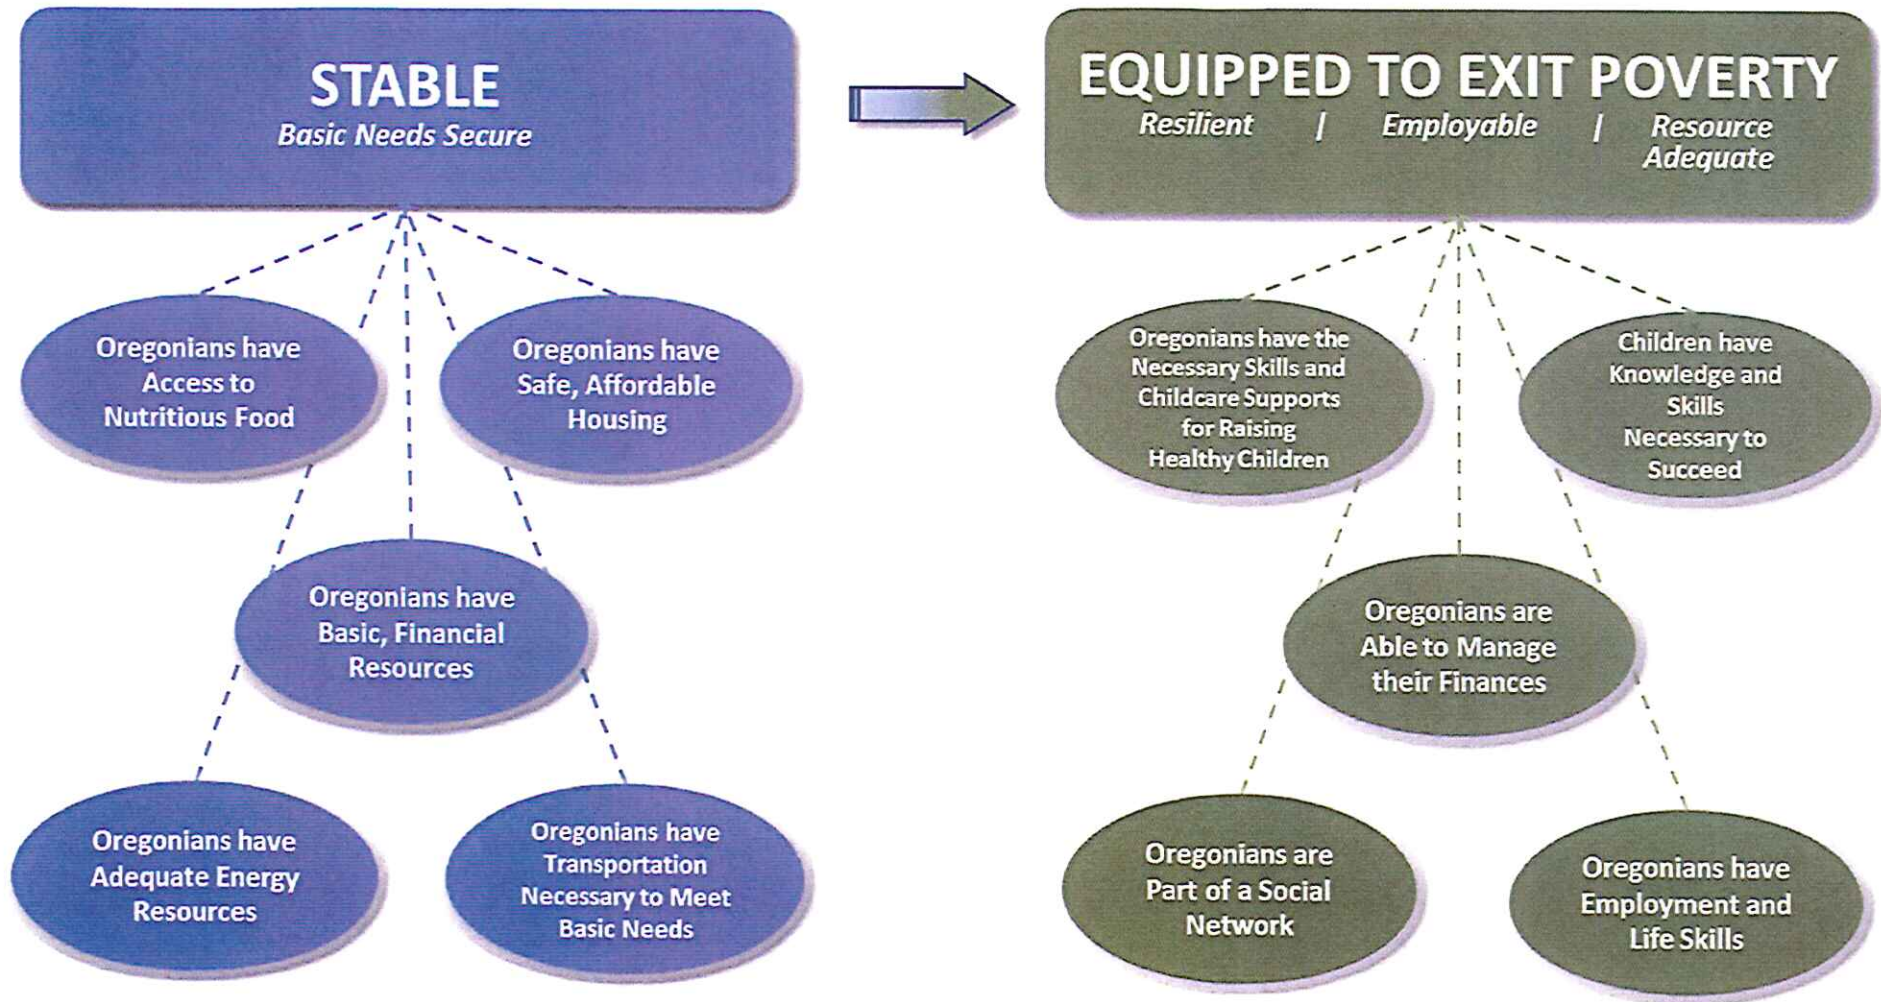 STABLE
Basic Needs Secure
EQUIPPED TO EXIT POVERTY
Resilient | Employable | Resource
Adequate
Oregonians have
Access to
Nutritious Food
Oregonians have
Safe, Affordable
Housing
Oregonians have
Basic, Financial
Resources
Oregonians have
Adequate Energy
Resources
Oregonians have
Transportation
Necessary to Meet
Basic Needs
Oregonians have the
Necessary Skills and
Childcare Supports
for Raising
Healthy Children
Children have
Knowledge and
Skills
Necessary to
Succeed
Oregonians are
Able to Manage
their Finances
Oregonians are
Part of a Social
Network
Oregonians have
Employment and
Life Skills